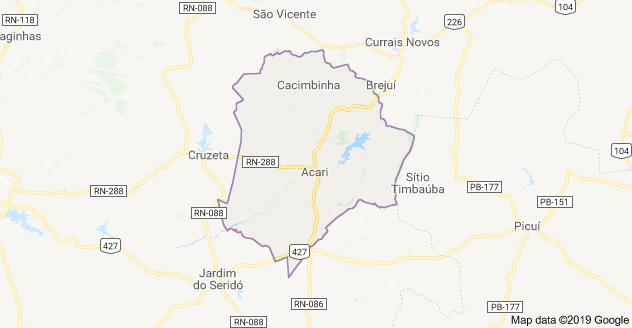 RN-088
São Vicente
RN-118
104
226
Currais Novos
aginhas
Cacimbinha
Brejuí
Cruzeta
RN-288
104
Acari
Sítio
Timbaúba
RN-288
PB-177
PB-151
RN-088
Picuí
427
427
Jardim
do Seridó
RN-086
PB-177
RN-088
Map data ©2019 Google